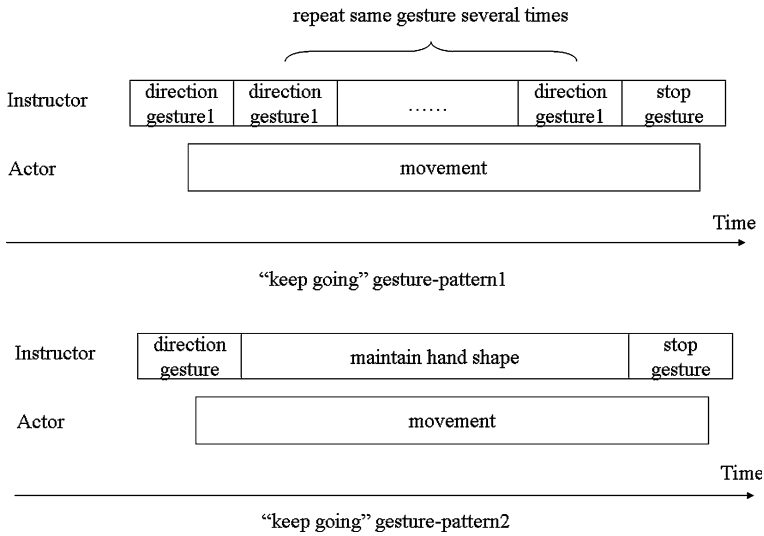 repeat same gesture several times
Instructor
direction gesture1
direction gesture1
......
direction gesture1
stop gesture
Actor
movement
Time
“keep going” gesture-pattern1
Instructor
direction gesture
maintain hand shape
stop gesture
Actor
movement
Time
“keep going” gesture-pattern2